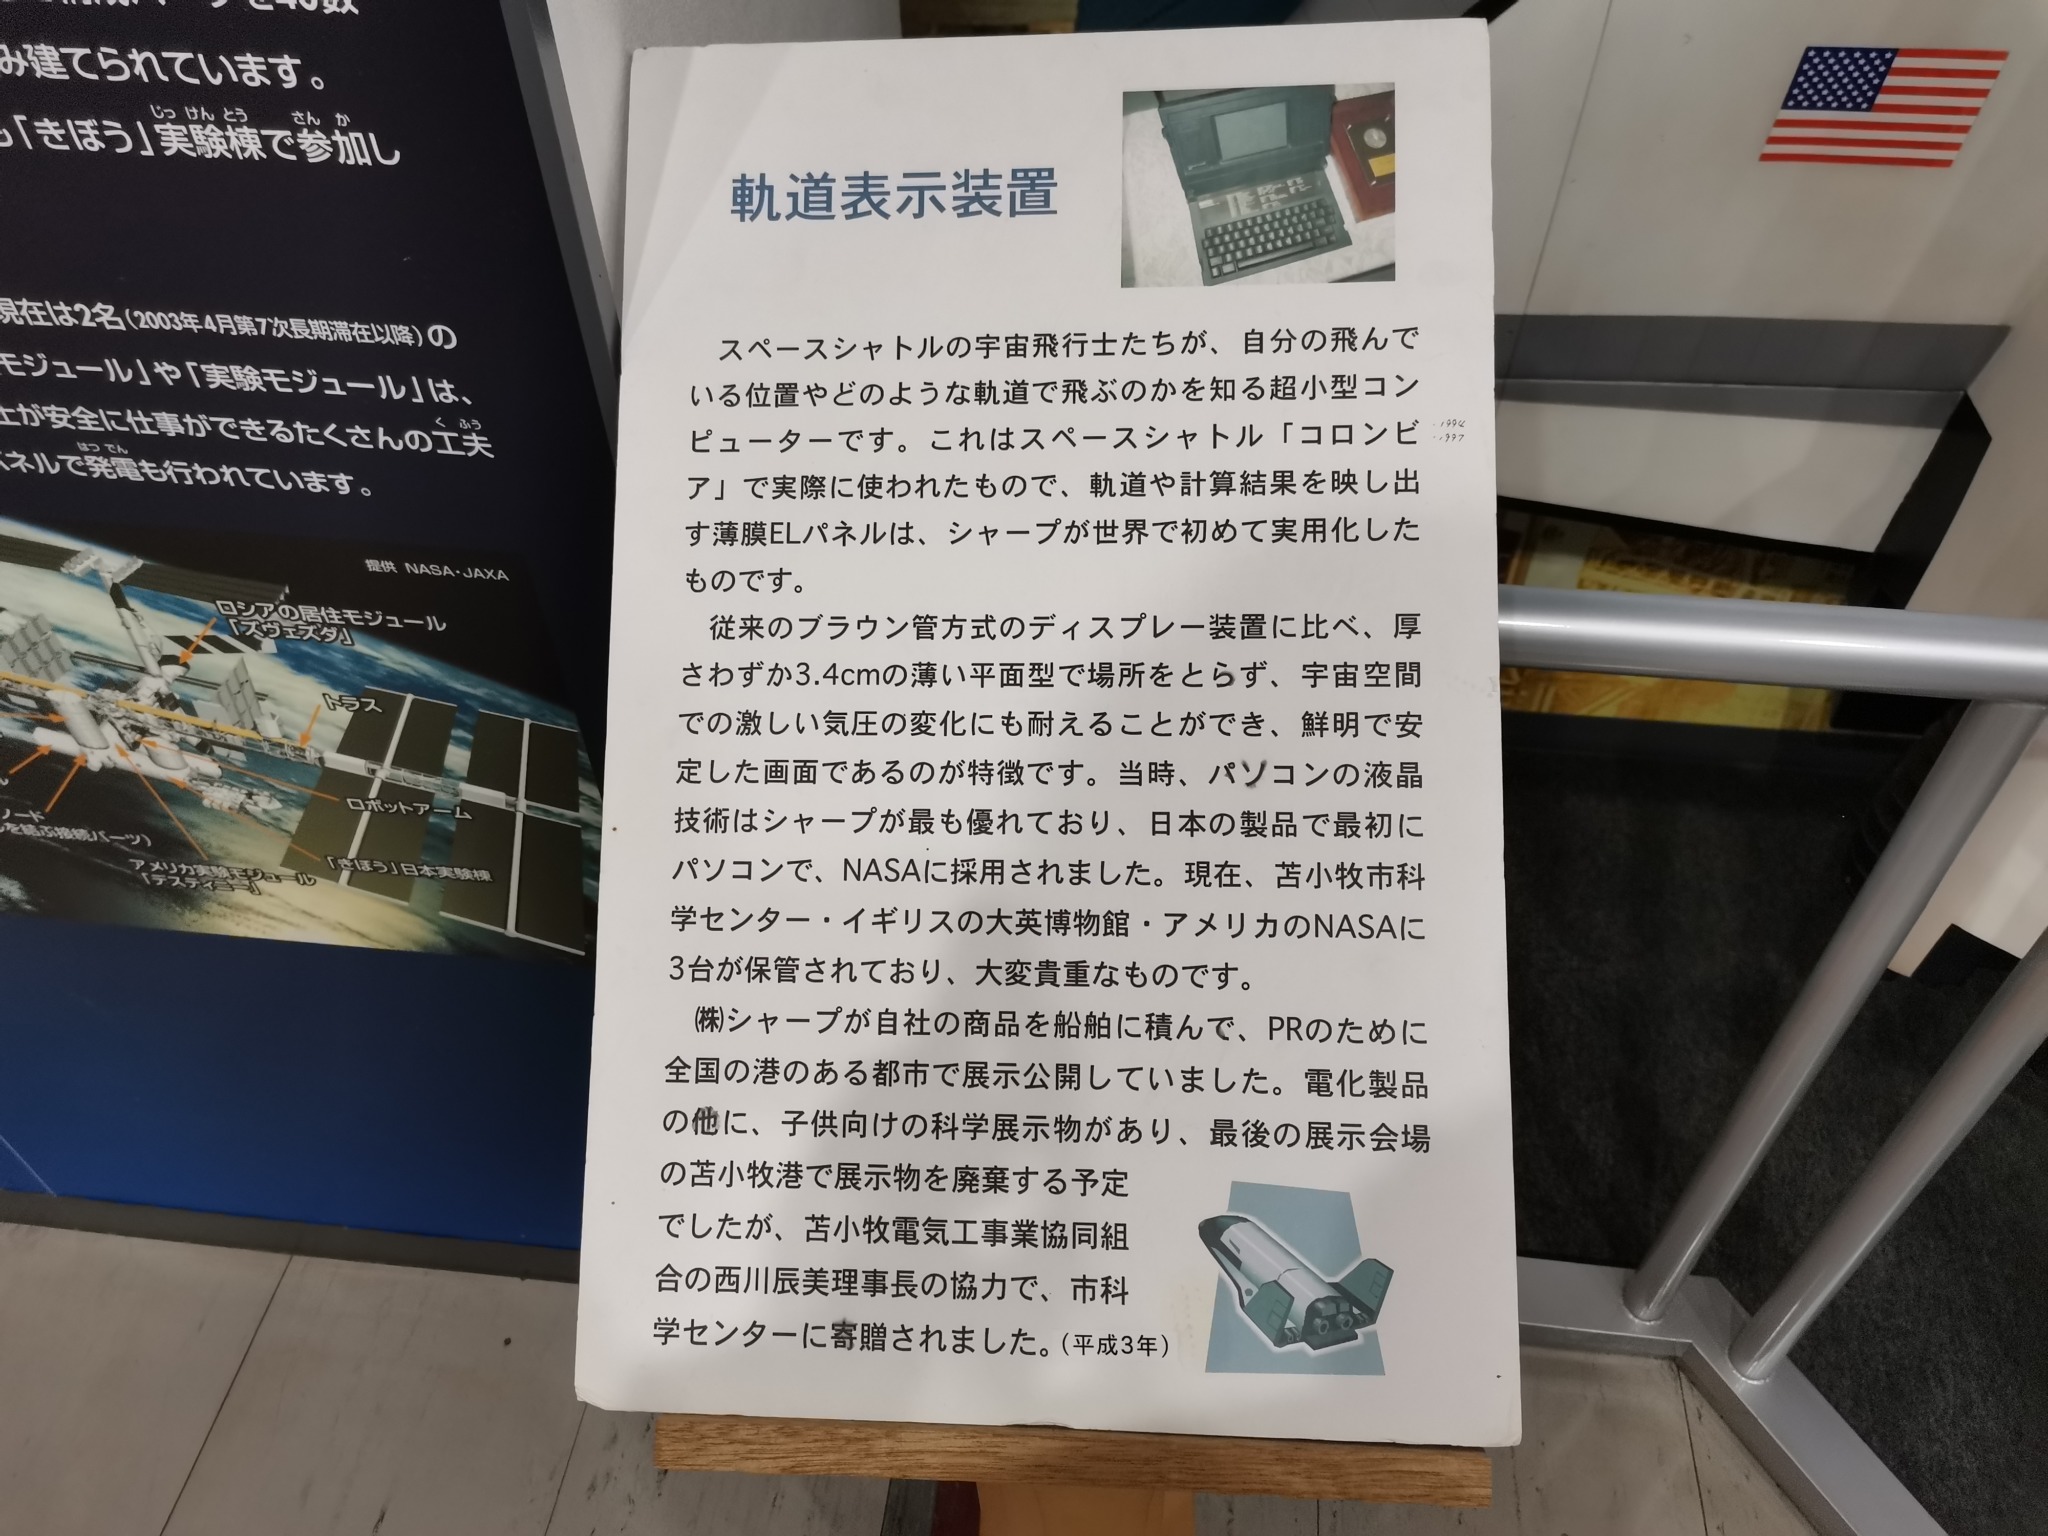 み建てられています。
「きぼう」実験棟で参加し
じっ けん とう さん か
現在は2名(2003年4月第7次長期滞在以降)の
モジュール」や「実験モジュール」は、
士が安全に仕事ができるたくさんの工夫
く ふう
ネルで発電も行われています。
はつ でん
提供 NASA・JAXA
ロシアの居住モジュール
「ズヴェズダ」
トラス
ロボットアーム
「きぼう」日本実験棟
アメリカ実験モジュール
「デスティニー」
ノード
を結ぶ接続パーツ)
軌道表示装置
スペースシャトルの宇宙飛行士たちが、自分の飛んで
いる位置やどのような軌道で飛ぶのかを知る超小型コン
ピューターです。これはスペースシャトル「コロンビ
ア」で実際に使われたもので、軌道や計算結果を映し出
す薄膜ELパネルは、シャープが世界で初めて実用化した
ものです。
従来のブラウン管方式のディスプレー装置に比べ、厚
さわずか3.4cmの薄い平面型で場所をとらず、宇宙空間
での激しい気圧の変化にも耐えることができ、鮮明で安
定した画面であるのが特徴です。当時、パソコンの液晶
技術はシャープが最も優れており、日本の製品で最初に
パソコンで、NASAに採用されました。現在、苫小牧市科
学センター・イギリスの大英博物館・アメリカのNASAに
3台が保管されており、大変貴重なものです。
㈱シャープが自社の商品を船舶に積んで、PRのために
全国の港のある都市で展示公開していました。電化製品
の他に、子供向けの科学展示物があり、最後の展示会場
の苫小牧港で展示物を廃棄する予定
でしたが、苫小牧電気工事業協同組
合の西川辰美理事長の協力で、市科
学センターに寄贈されました。(平成3年)